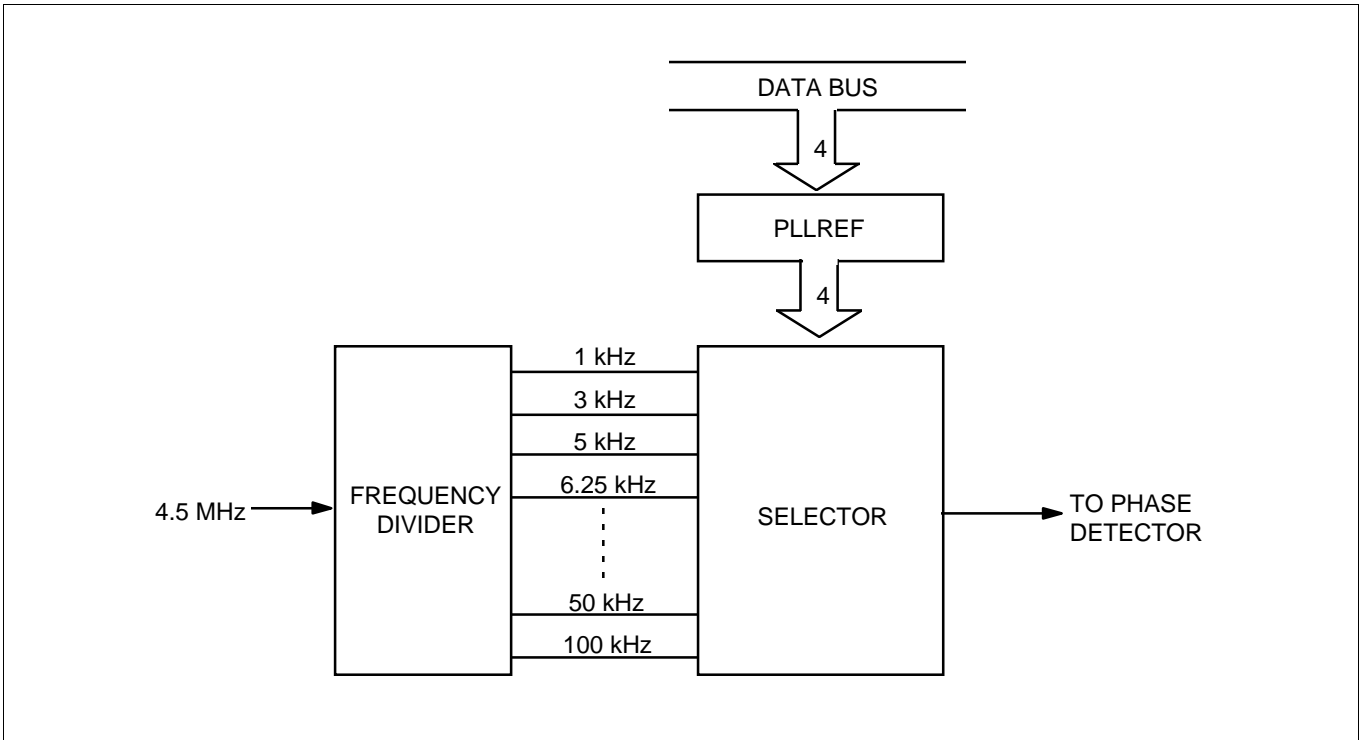 DATA BUS
4
PLLREF
4
1 kHz
3 kHz
5 kHz
6.25 kHz
50 kHz
100 kHz
4.5 MHz
FREQUENCY
DIVIDER
SELECTOR
TO PHASE
DETECTOR